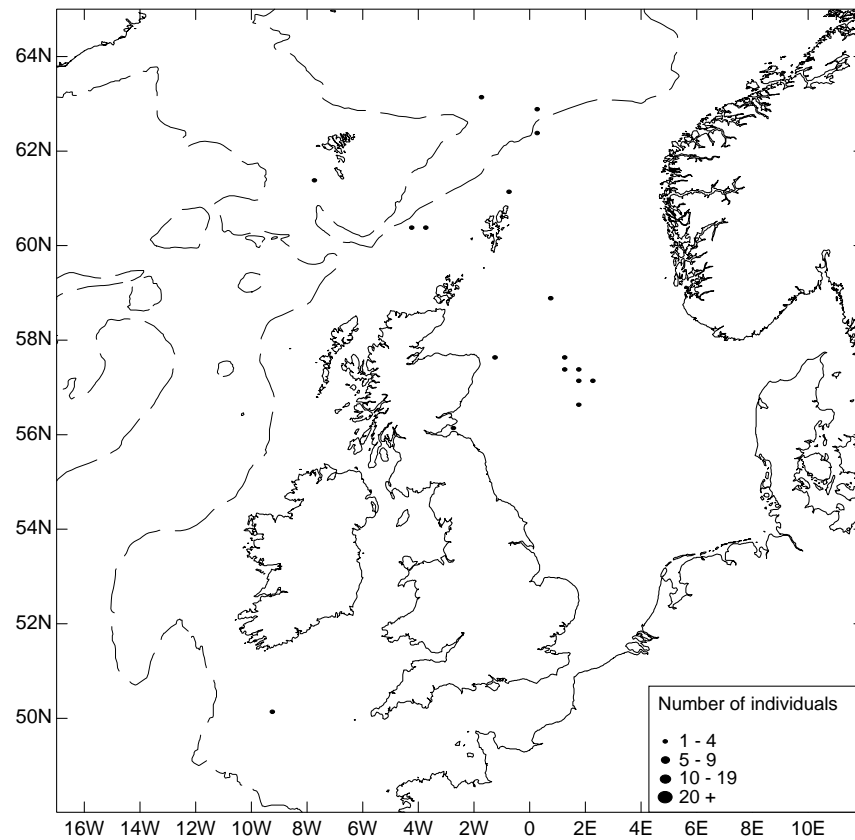 64N
62N
60N
58N
56N
54N
52N
50N
Number of individuals
1 - 4
5 - 9
10 - 19
20 +
16W 14W 12W 10W 8W 6W 4W 2W 0 2E 4E 6E 8E 10E